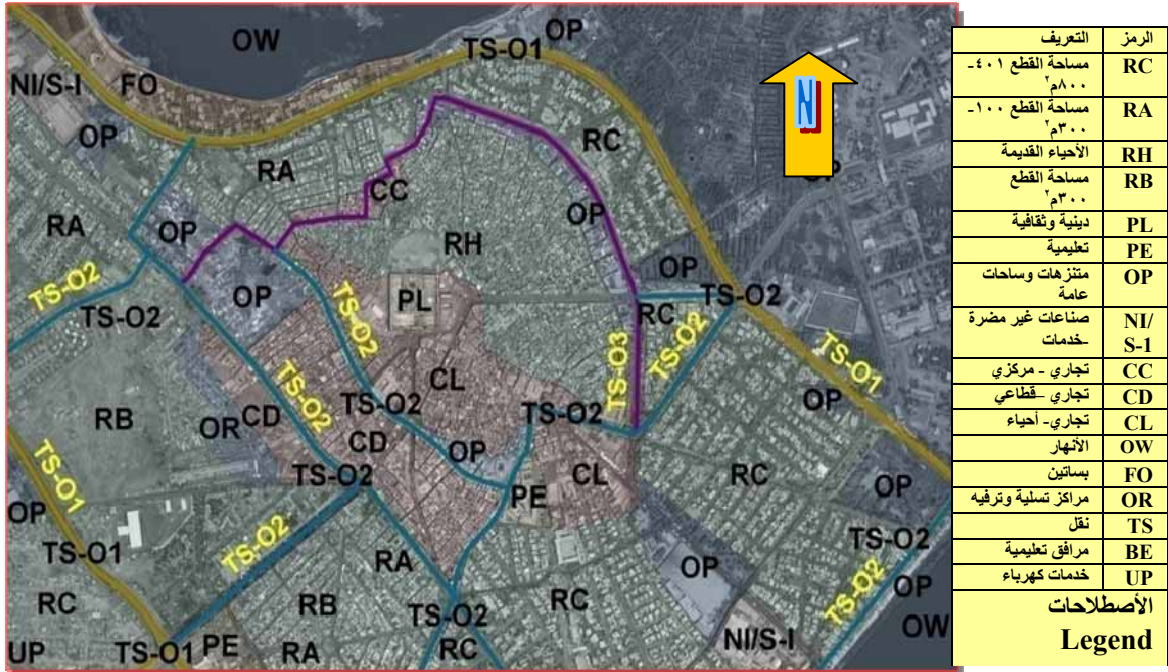 OW
OP
TS-O1
NI/S-I
FO
OP
RC
RA
CC
OP
RA
OP
RH
OP
TS-O2
OP
PL
OP
TS-O2
TS-O2
TS-O2
RC
TS-O2
TS-O3
TS-O1
CL
RB
OR
CD
TS-O2
TS-O2
CD
TS-O2
OP
OP
TS-O1
TS-O2
CL
RC
OP
PE
OP
TS-O2
TS-O1
TS-O2
RA
OP
TS-O2
OP
RC
RB
TS-O2
RC
OW
UP
TS-O1
PE
RA
RC
NI/S-I
N
الرمز التعريف
RC مساحة القطع ٤٠١-
٨٠٠م٢
RA مساحة القطع ١٠٠-
٣٠٠م٢
RH الأحياء القديمة
RB مساحة القطع
٣٠٠م٢
PL دينية وثقافية
PE تعليمية
OP متنزهات وساحات
عامة
NI/ صناعات غير مضرة
S-1 -خدمات
CC تجاري - مركزي
CD تجاري –قطاعي
CL تجاري- أحياء
OW الأنهار
FO بساتين
OR مراكز تسلية وترفيه
TS نقل
BE مرافق تعليمية
UP خدمات كهرباء
الأصطلاحات
Legend